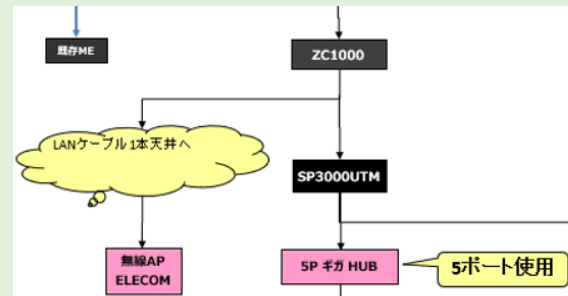 既存ME
ZC1000
LANケーブル1本天井へ
SP3000UTM
無線AP
ELECOM
5P ギガ HUB
5ポート使用